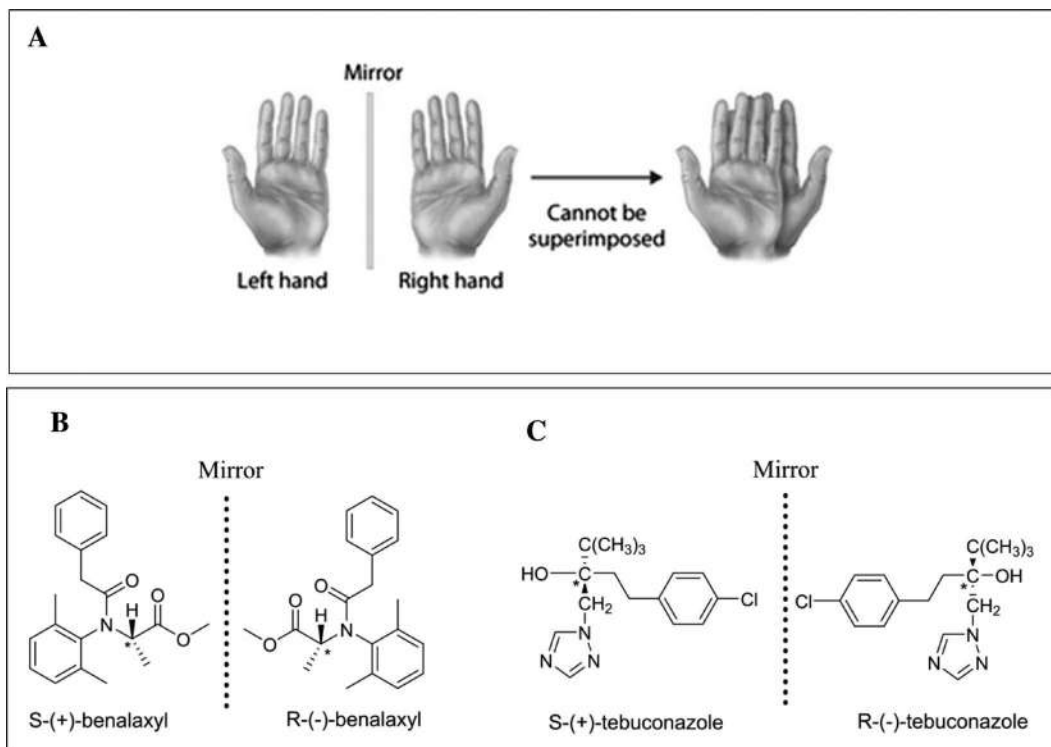 A
Mirror
Cannot be
superimposed
Left hand
Right hand
B
Mirror
O
N
H
O
O
*
S-(+)-benalaxyl
O
O
H
O
N
*
R-(-)-benalaxyl
C
Mirror
C(CH₃)₃
HO
C
*
CH₂
Cl
N
N
N
S-(+)-tebuconazole
C(CH₃)₃
C
OH
*
CH₂
Cl
N
N
N
R-(-)-tebuconazole